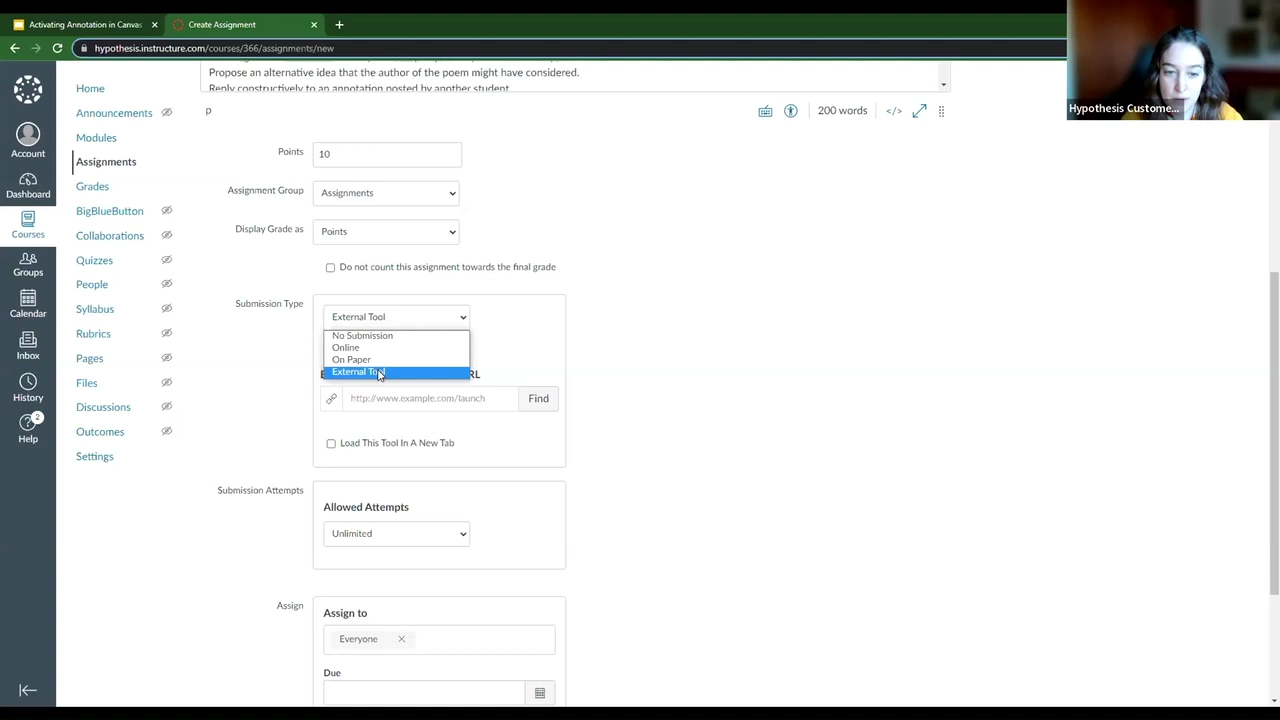 Activating Annotation in Canvas
Create Assignment
hypothesis.instructure.com/courses/366/assignments/new
Hypothesis Custome...
Account
Dashboard
Courses
Groups
Calendar
Inbox
History
2
Help
Home
Announcements
Modules
Assignments
Grades
BigBlueButton
Collaborations
Quizzes
People
Syllabus
Rubrics
Pages
Files
Discussions
Outcomes
Settings
Propose an alternative idea that the author of the poem might have considered.
Reply constructively to an annotation posted by another student.
p
200 words
</>
Points
10
Assignment Group
Assignments
Display Grade as
Points
Do not count this assignment towards the final grade
Submission Type
External Tool
No Submission
Online
On Paper
External Tool
RL
http://www.example.com/launch
Find
Load This Tool In A New Tab
Submission Attempts
Allowed Attempts
Unlimited
Assign
Assign to
Everyone
Due